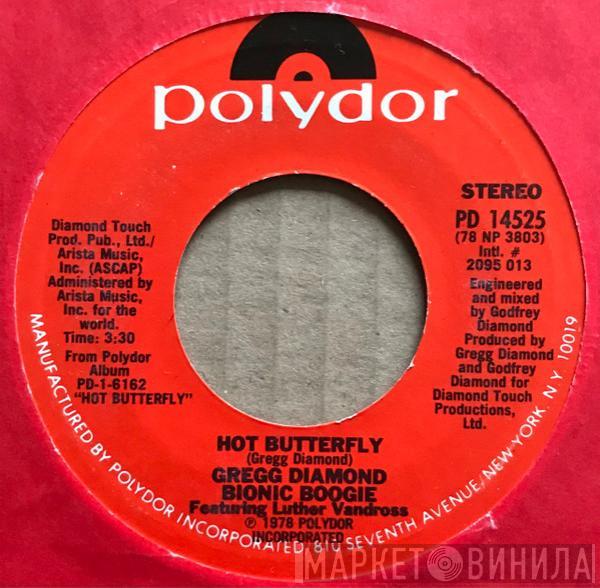 polydor
STEREO
PD 14525
(78 NP 3803)
Intl. #
2095 013
Engineered
and mixed
by Godfrey
Diamond
Produced by
Gregg Diamond
and Godfrey
Diamond for
Diamond Touch
Productions,
Ltd.
Diamond Touch
Prod. Pub., Ltd./
Arista Music,
Inc. (ASCAP)
Administered by
Arista Music,
Inc. for the
world.
Time: 3:30
From Polydor
Album
PD-1-6162
"HOT BUTTERFLY"
HOT BUTTERFLY
(Gregg Diamond)
GREGG DIAMOND
BIONIC BOOGIE
Featuring Luther Vandross
℗ 1978 POLYDOR
INCORPORATED
MANUFACTURED BY POLYDOR INCORPORATED, 810 SEVENTH AVENUE, NEW YORK, N.Y. 10019
МАРКЕТ ВИНИЛА